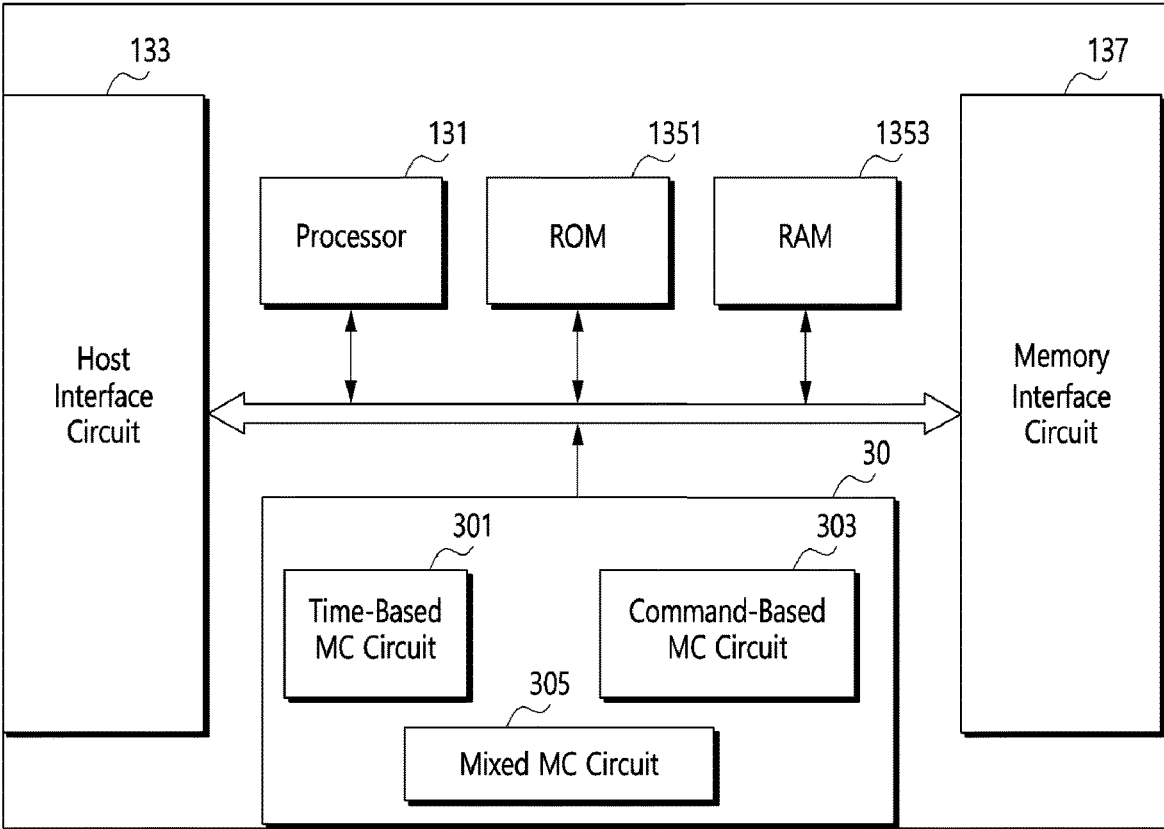 133
137
131
1351
1353
Processor
ROM
RAM
Host
Interface
Circuit
Memory
Interface
Circuit
30
301
303
Time-Based
MC Circuit
Command-Based
MC Circuit
305
Mixed MC Circuit